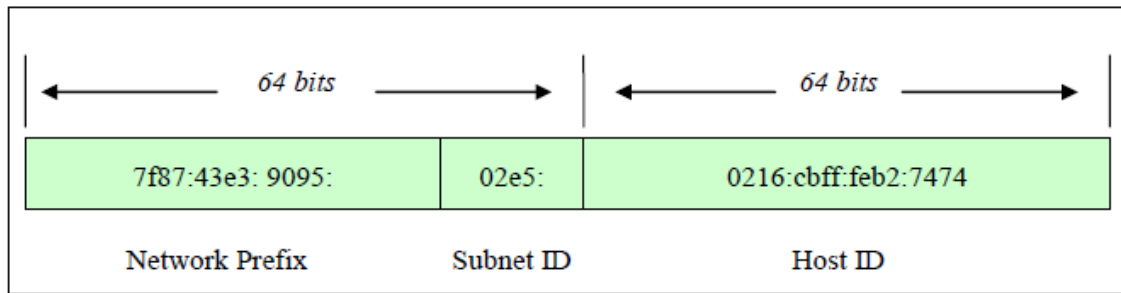 64 bits 64 bits
7f87:43e3: 9095: 02e5: 0216:cbff:feb2:7474
Network Prefix Subnet ID Host ID